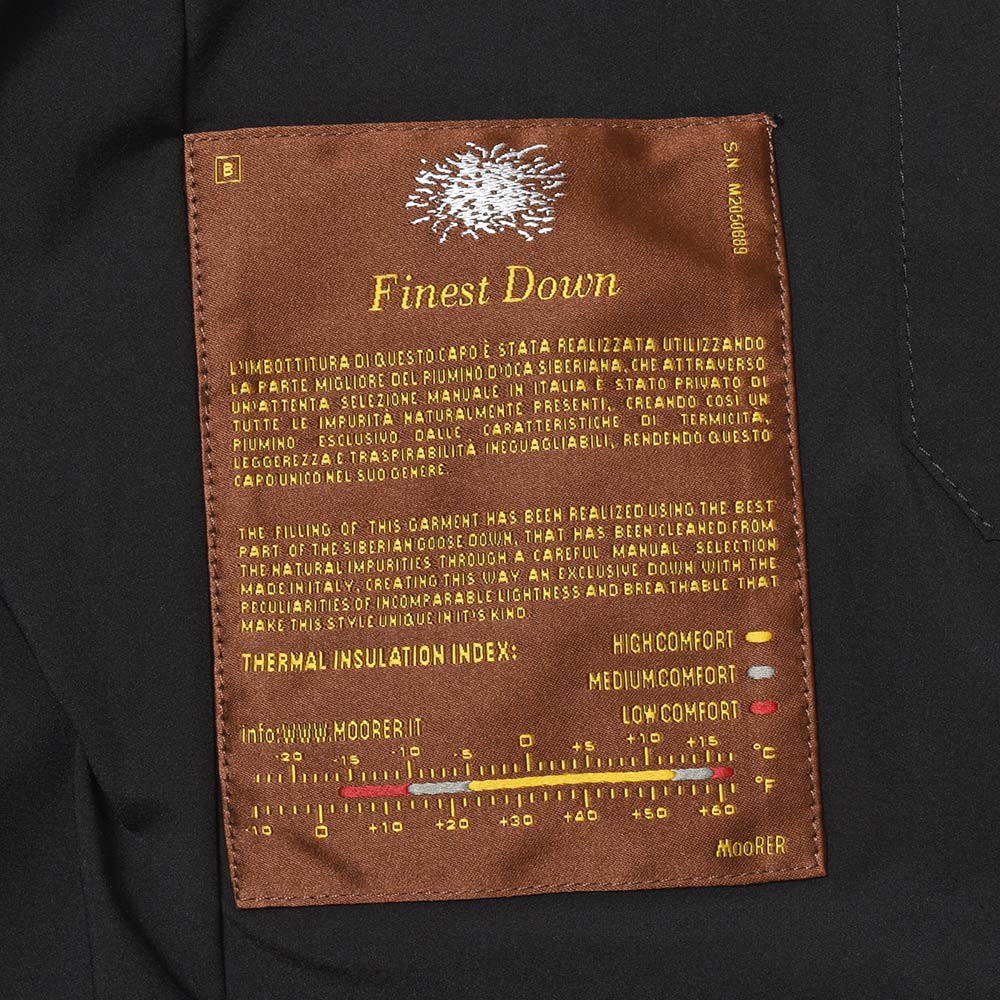 B
S.N. M2050889
Finest Down
L'IMBOTTITURA DI QUESTO CAPO È STATA REALIZZATA UTILIZZANDO
LA PARTE MIGLIORE DEL PIUMINO D'OCA SIBERIANA, CHE ATTRAVERSO
UN'ATTENTA SELEZIONE MANUALE IN ITALIA È STATO PRIVATO DI
TUTTE LE IMPURITÀ NATURALMENTE PRESENTI, CREANDO COSÌ UN
PIUMINO ESCLUSIVO DALLE CARATTERISTICHE DI TERMICITÀ,
LEGGEREZZA E TRASPIRABILITÀ INEGUAGLIABILI, RENDENDO QUESTO
CAPO UNICO NEL SUO GENERE.
THE FILLING OF THIS GARMENT HAS BEEN REALIZED USING THE BEST
PART OF THE SIBERIAN GOOSE DOWN, THAT HAS BEEN CLEANED FROM
THE NATURAL IMPURITIES THROUGH A CAREFUL MANUAL SELECTION
MADE IN ITALY, CREATING THIS WAY AN EXCLUSIVE DOWN WITH THE
PECULIARITIES OF INCOMPARABLE LIGHTNESS AND BREATHABLE THAT
MAKE THIS STYLE UNIQUE IN IT'S KIND.
THERMAL INSULATION INDEX:
HIGH COMFORT
MEDIUM COMFORT
LOW COMFORT
info:WWW.MOORER.IT
-20 -15 -10 -5 0 +5 +10 +15 °C
-10 0 +10 +20 +30 +40 +50 +60 °F
MooRER